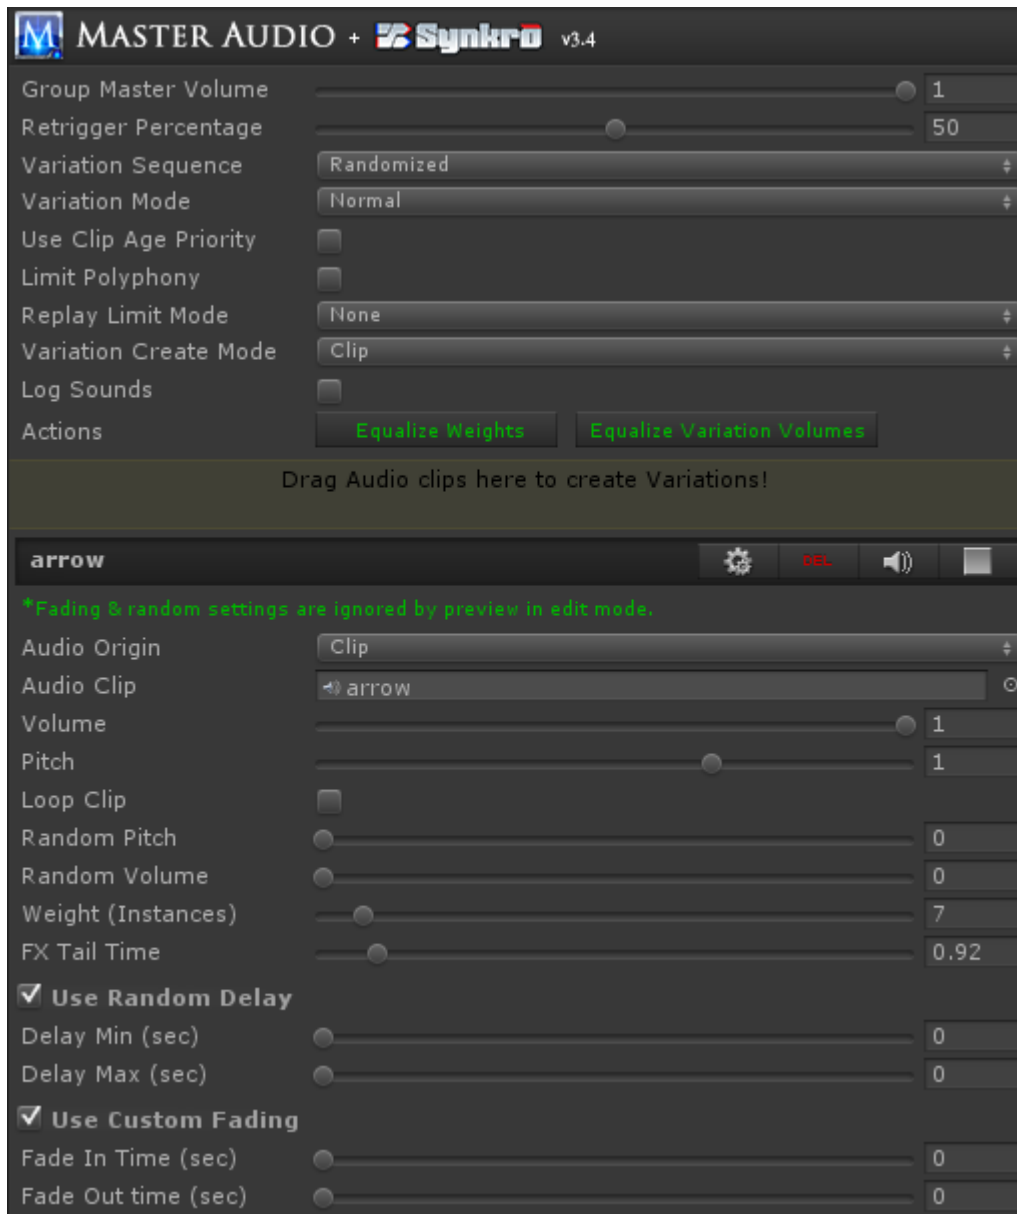 M MASTER AUDIO + Synkro v3.4
Group Master Volume 1
Retrigger Percentage 50
Variation Sequence Randomized
Variation Mode Normal
Use Clip Age Priority
Limit Polyphony
Replay Limit Mode None
Variation Create Mode Clip
Log Sounds
Actions Equalize Weights Equalize Variation Volumes
Drag Audio clips here to create Variations!
arrow DEL
*Fading & random settings are ignored by preview in edit mode.
Audio Origin Clip
Audio Clip arrow
Volume 1
Pitch 1
Loop Clip
Random Pitch 0
Random Volume 0
Weight (Instances) 7
FX Tail Time 0.92
Use Random Delay
Delay Min (sec) 0
Delay Max (sec) 0
Use Custom Fading
Fade In Time (sec) 0
Fade Out time (sec) 0